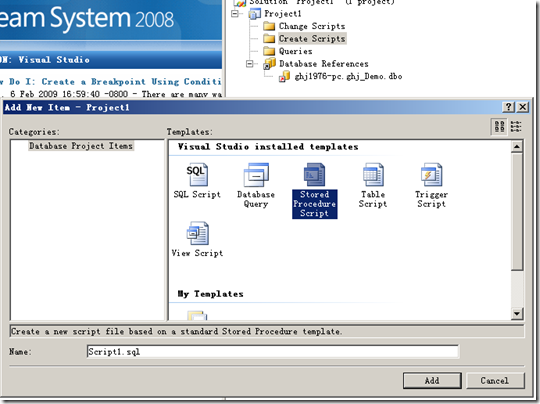 eam System 2008
ON: Visual Studio
w Do I: Create a Breakpoint Using Condit
. 6 Feb 2009 16:59:40 -0800 - There are many wa
Solution 'Project1' (1 project)
Project1
Change Scripts
Create Scripts
Queries
Database References
ghj1976-pc.ghj_Demo.dbo
Add New Item - Project1
Categories:
Templates:
Database Project Items
Visual Studio installed templates
SQL
SQL Script
Database Query
Stored Procedure Script
Table Script
Trigger Script
View Script
My Templates
Create a new script file based on a standard Stored Procedure template.
Name:
Script1.sql
Add
Cancel